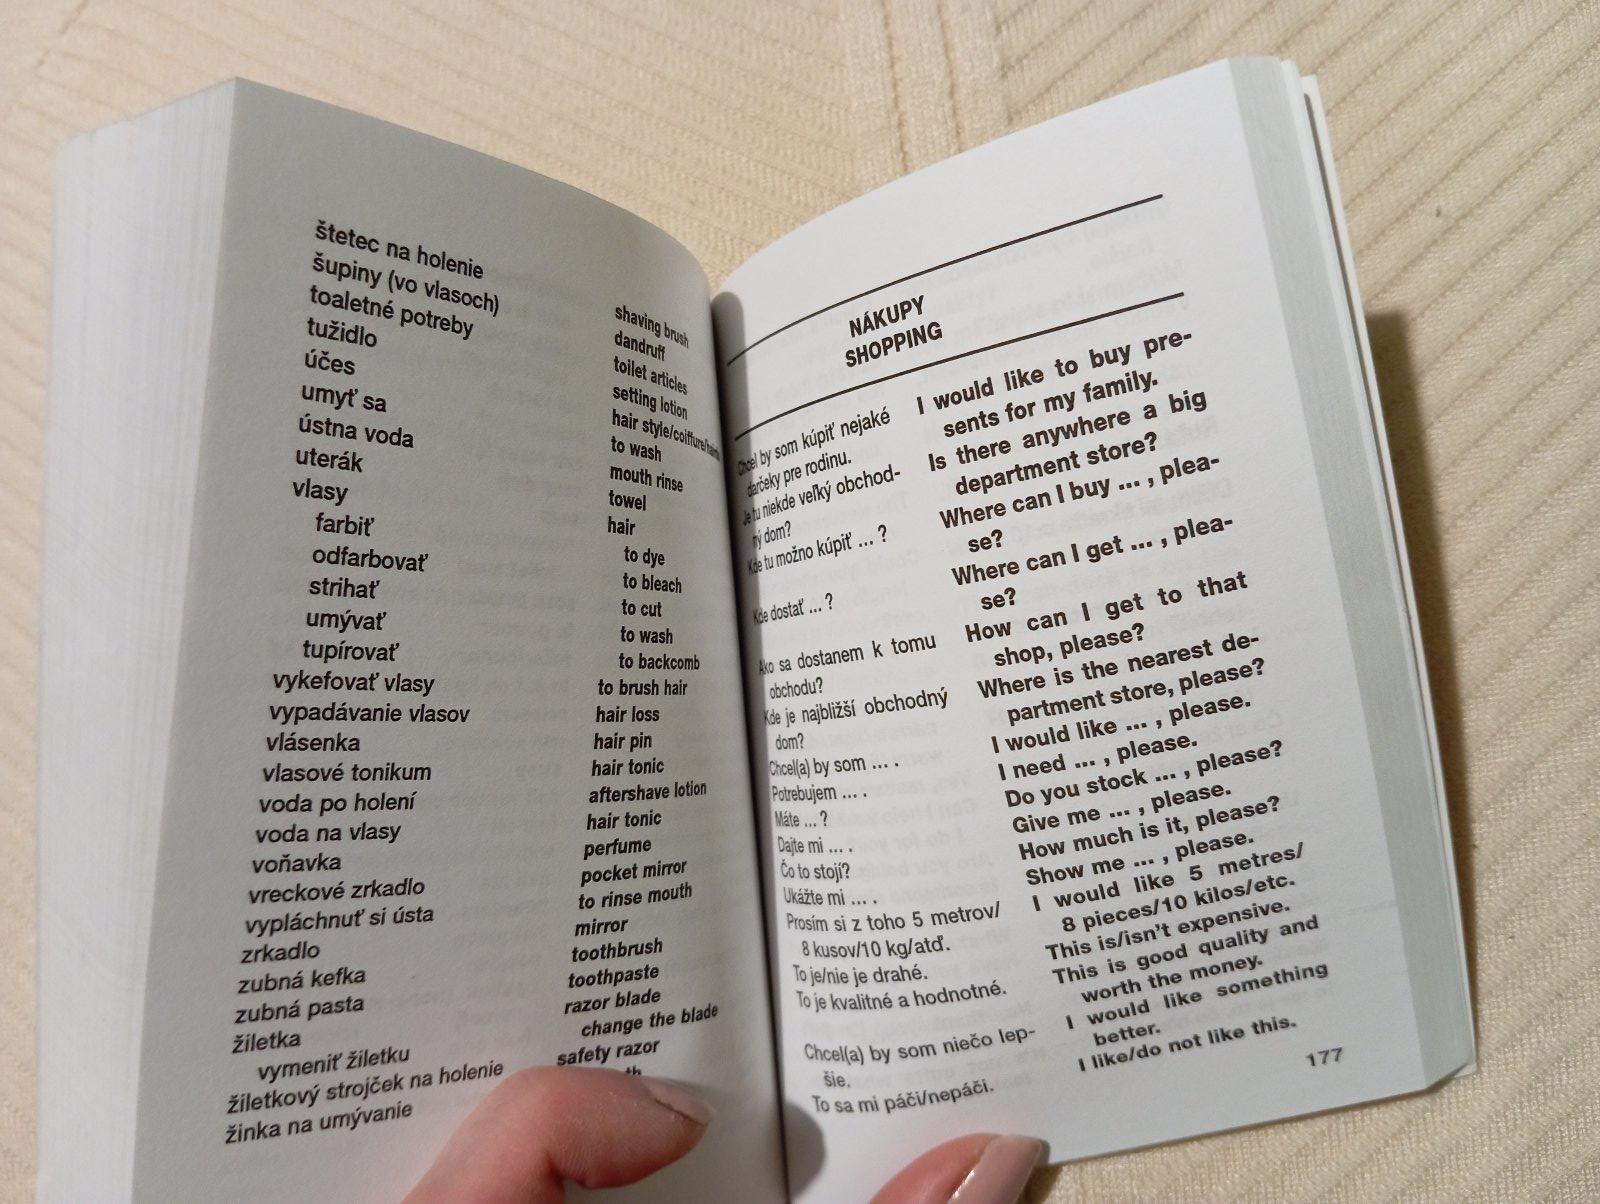 štetec na holenie
šupiny (vo vlasoch)
toaletné potreby
tužidlo
účes
umyť sa
ústna voda
uterák
vlasy
farbiť
odfarbovať
strihať
umývať
tupírovať
vykefovať vlasy
vypadávanie vlasov
vlásenka
vlasové tonikum
voda po holení
voda na vlasy
voňavka
vreckové zrkadlo
vypláchnuť si ústa
zrkadlo
zubná kefka
zubná pasta
žiletka
vymeniť žiletku
žiletkový strojček na holenie
žinka na umývanie
shaving brush
dandruff
toilet articles
setting lotion
hair style/coiffure/
to wash
mouth rinse
towel
hair
to dye
to bleach
to cut
to wash
to backcomb
to brush hair
hair loss
hair pin
hair tonic
aftershave lotion
hair tonic
perfume
pocket mirror
to rinse mouth
mirror
toothbrush
toothpaste
razor blade
change the blade
safety razor
NÁKUPY
SHOPPING
Chcel by som kúpiť nejaké
darčeky pre rodinu.
Je tu niekde veľký obchod-
ný dom?
Kde tu možno kúpiť ... ?
Kde dostať ... ?
Ako sa dostanem k tomu
obchodu?
Kde je najbližší obchodný
dom?
Chcel(a) by som ... .
Potrebujem ... .
Máte ... ?
Dajte mi ... .
Čo to stojí?
Ukážte mi ... .
Prosím si z toho 5 metrov/
8 kusov/10 kg/atď.
To je/nie je drahé.
To je kvalitné a hodnotné.
Chcel(a) by som niečo lep-
šie.
To sa mi páči/nepáči.
I would like to buy pre-
sents for my family.
Is there anywhere a big
department store?
Where can I buy ... , plea-
se?
Where can I get ... , plea-
se?
How can I get to that
shop, please?
Where is the nearest de-
partment store, please?
I would like ... , please.
I need ... , please.
Do you stock ... , please?
Give me ... , please.
How much is it, please?
Show me ... , please.
I would like 5 metres/
8 pieces/10 kilos/etc.
This is/isn't expensive.
This is good quality and
worth the money.
I would like something
better.
I like/do not like this.
177